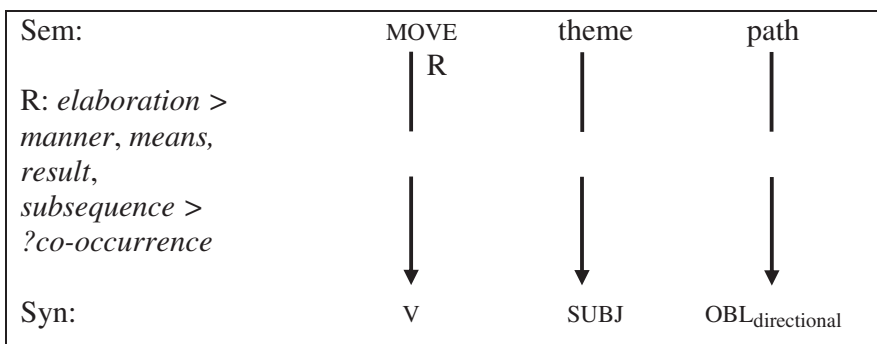 Sem: MOVE theme path
R
R: elaboration >
manner, means,
result,
subsequence >
?co-occurrence
Syn: V SUBJ OBLdirectional